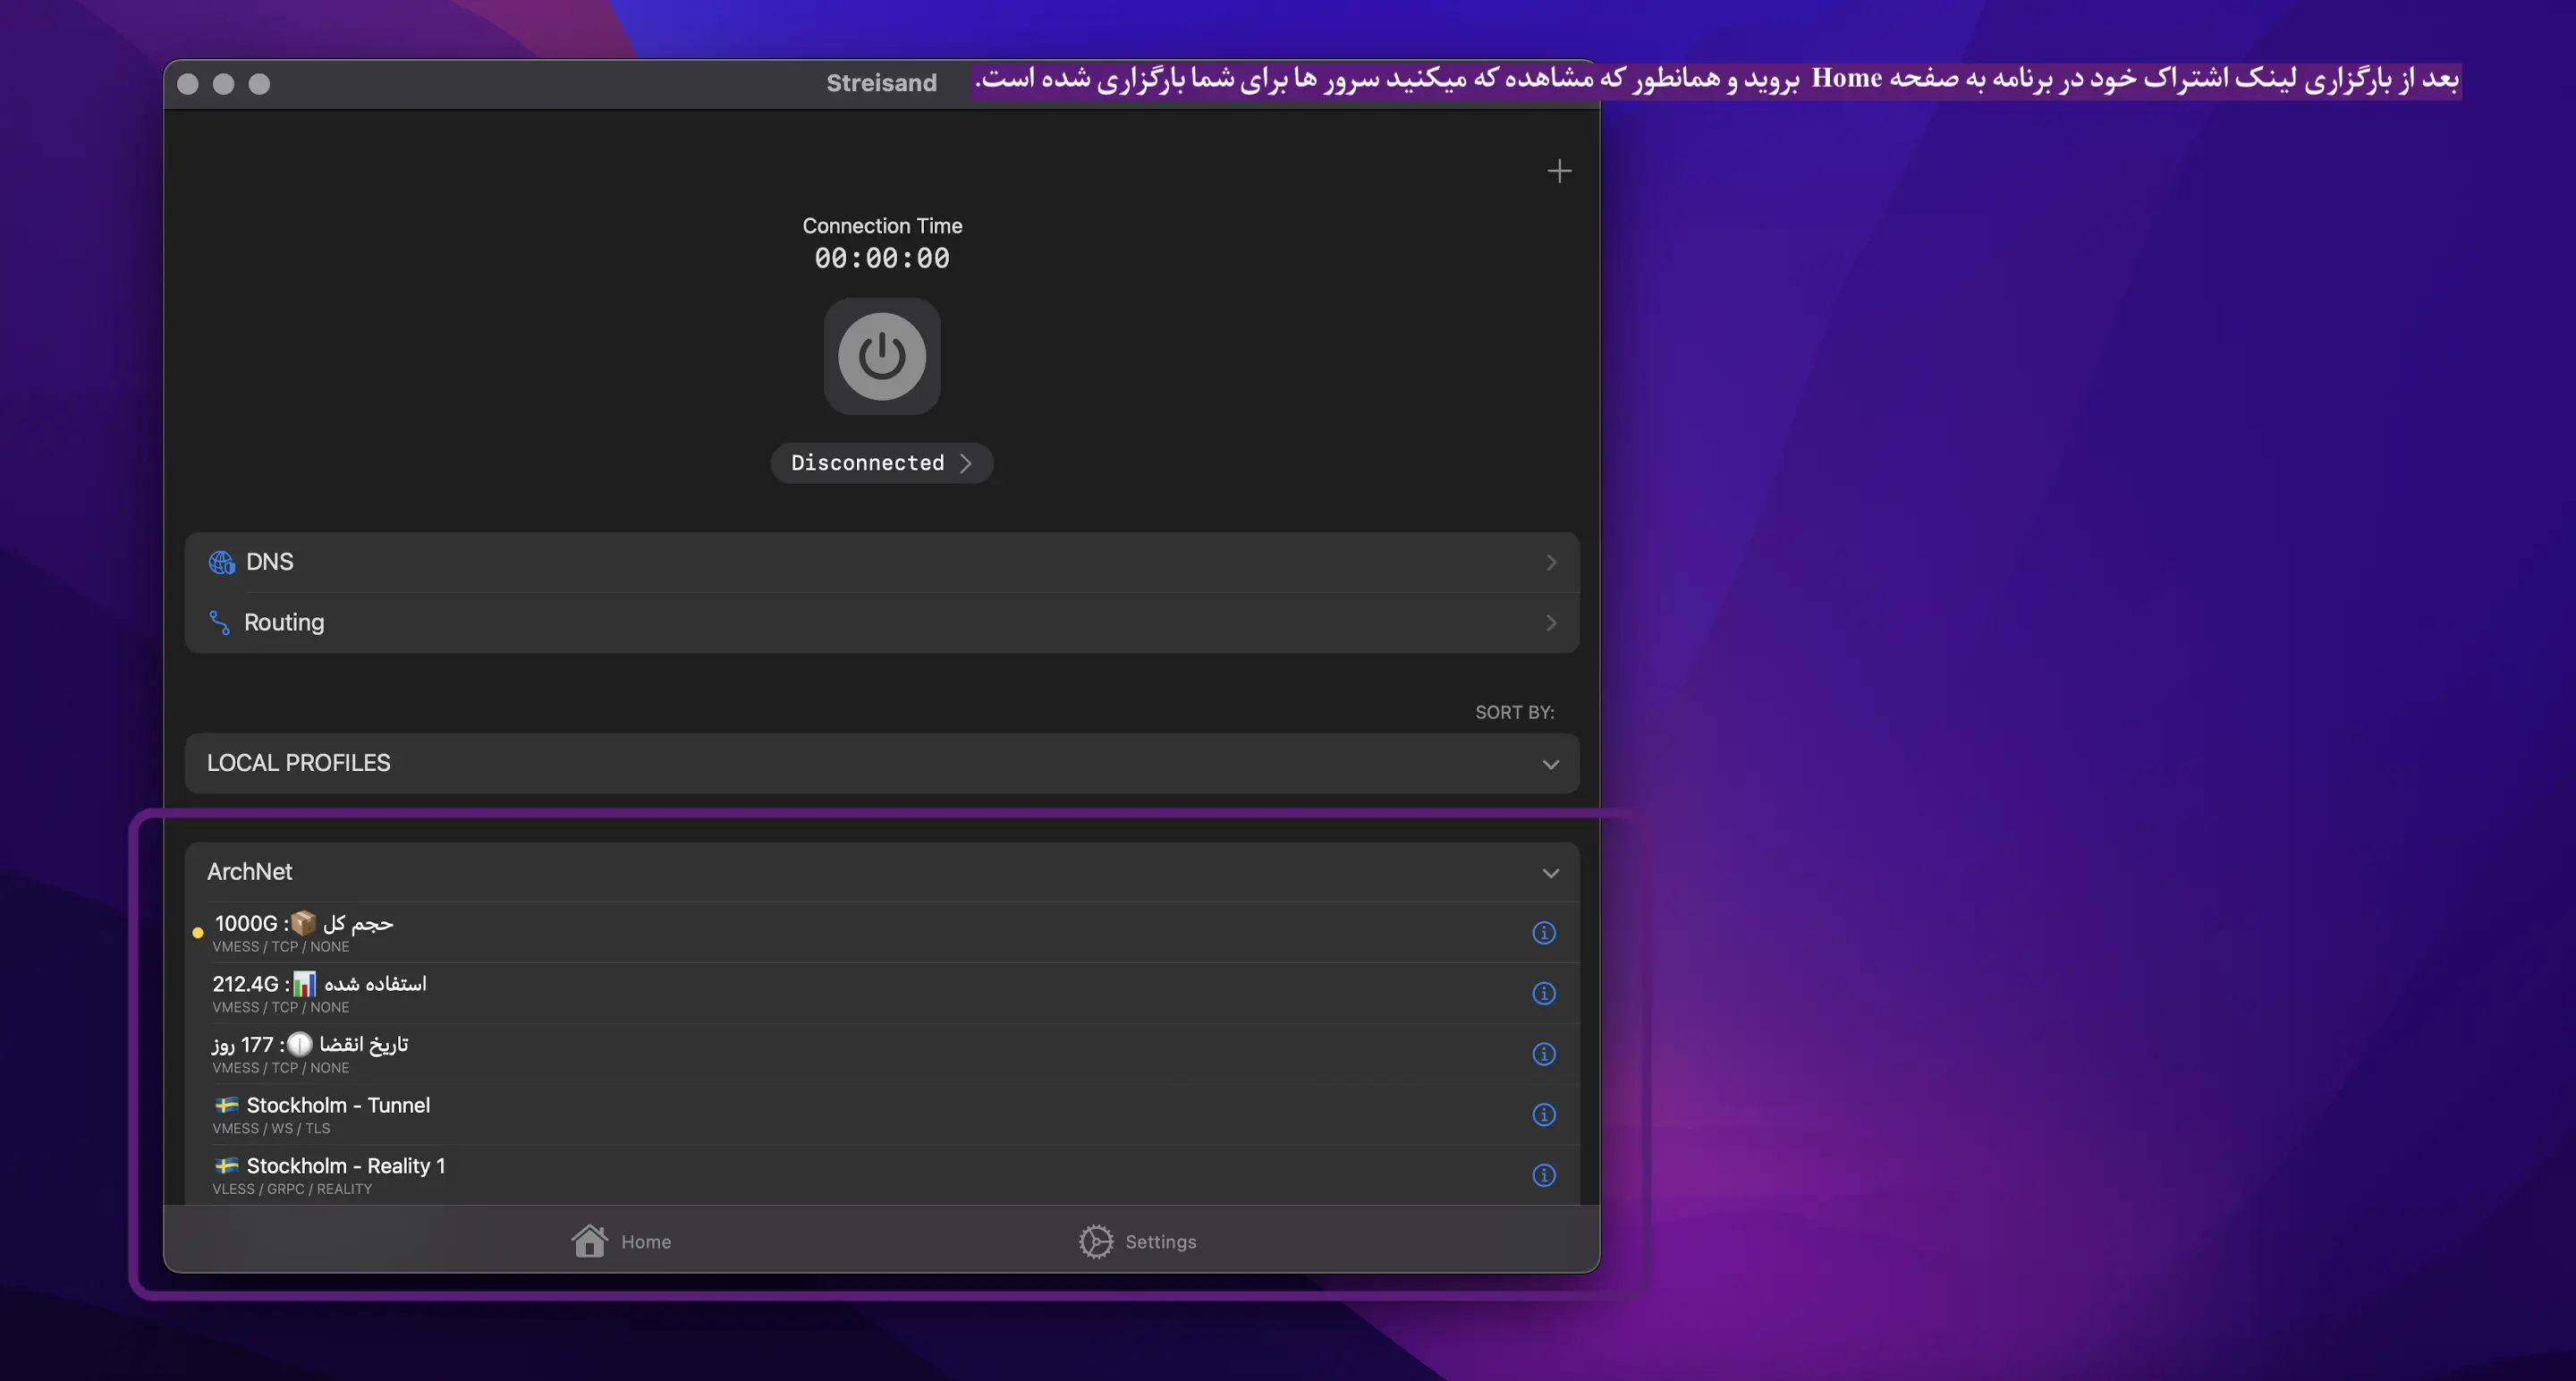 Streisand
بعد از بارگزاری لینک اشتراک خود در برنامه به صفحه Home بروید و همانطور که مشاهده که میکنید سرور ها برای شما بارگزاری شده است.
Connection Time
00:00:00
Disconnected
DNS
Routing
SORT BY:
LOCAL PROFILES
ArchNet
حجم کل 📦: 1000G
VMESS / TCP / NONE
استفاده شده 📊: 212.4G
VMESS / TCP / NONE
تاریخ انقضا 🕕: 177 روز
VMESS / TCP / NONE
🇸🇪 Stockholm - Tunnel
VMESS / WS / TLS
🇸🇪 Stockholm - Reality 1
VLESS / GRPC / REALITY
Home
Settings